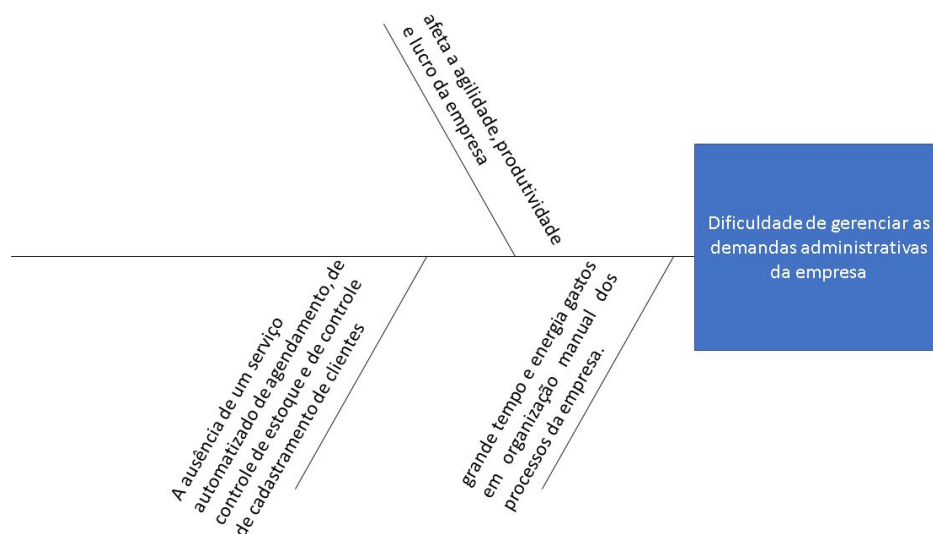 afeta a agilidade, produtividade
e lucro da empresa
Dificuldade de gerenciar as
demandas administrativas
da empresa
A ausência de um serviço
automatizado de agendamento, de
controle de estoque e de controle
de cadastramento de clientes
grande tempo e energia gastos
em organização manual dos
processos da empresa.